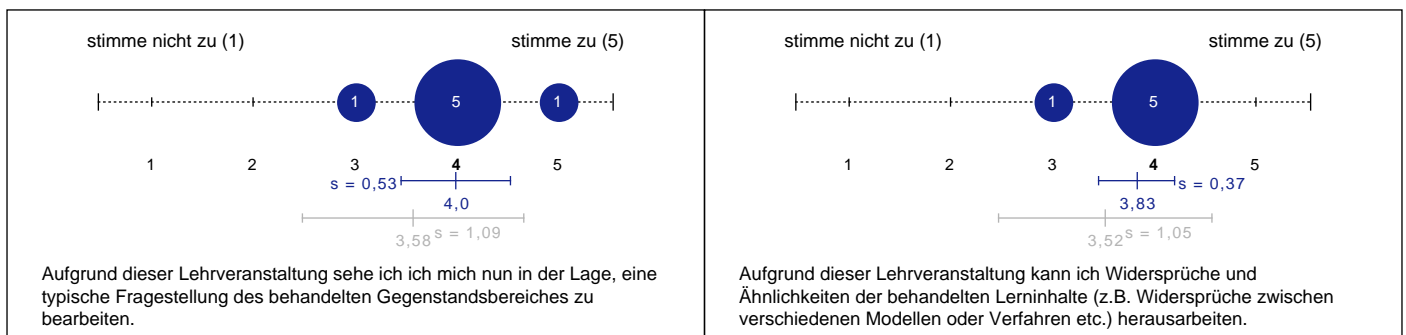 stimme nicht zu (1) stimme zu (5)
1 5 1
1 2 3 4 5
s = 0,53
4,0
3,58 s = 1,09
Aufgrund dieser Lehrveranstaltung sehe ich ich mich nun in der Lage, eine
typische Fragestellung des behandelten Gegenstandsbereiches zu
bearbeiten.
stimme nicht zu (1) stimme zu (5)
1 5
1 2 3 4 5
s = 0,37
3,83
3,52 s = 1,05
Aufgrund dieser Lehrveranstaltung kann ich Widersprüche und
Ähnlichkeiten der behandelten Lerninhalte (z.B. Widersprüche zwischen
verschiedenen Modellen oder Verfahren etc.) herausarbeiten.